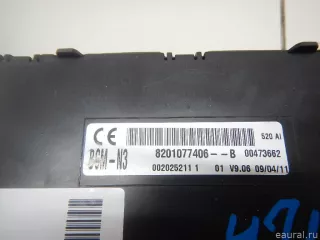 CE 520 AI
BCM-N3 8201077406--B 00473662
002025211 1 01 V9.06 09/04/11
© eaural.ru